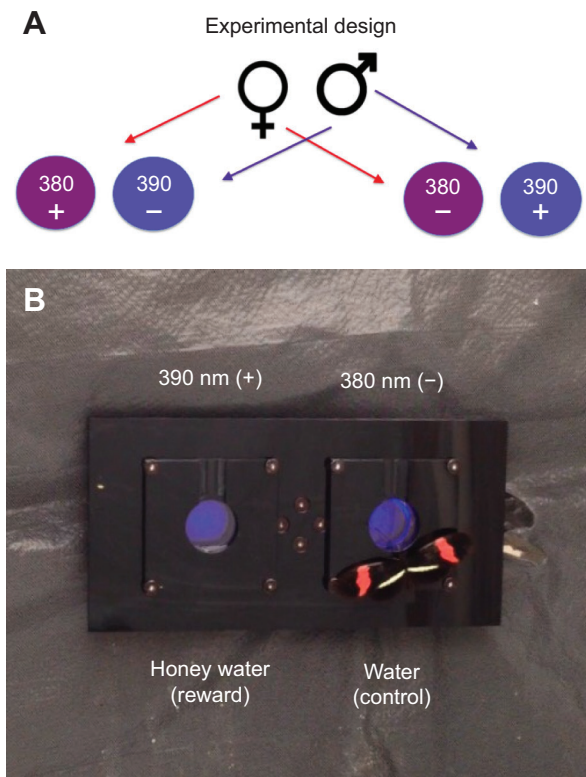 A
Experimental design
380
+
390
−
380
−
390
+
B
390 nm (+)
380 nm (−)
Honey water
(reward)
Water
(control)